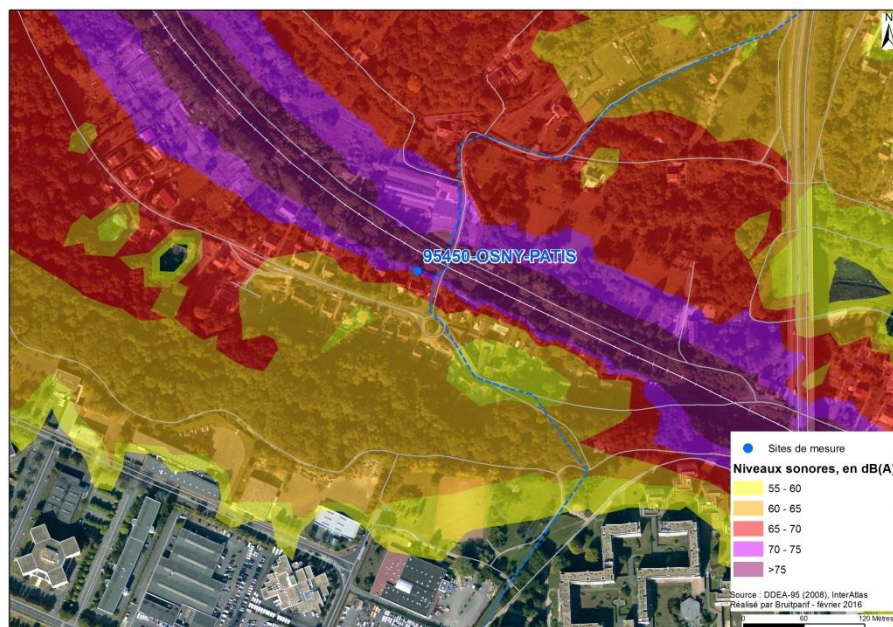 N
95450-OSNY-PATIS
Sites de mesure
Niveaux sonores, en dB(A)
55 - 60
60 - 65
65 - 70
70 - 75
>75
Source : DDEA-95 (2008), InterAtlas
Réalisé par Bruitparif - février 2016
0 60 120 Mètres